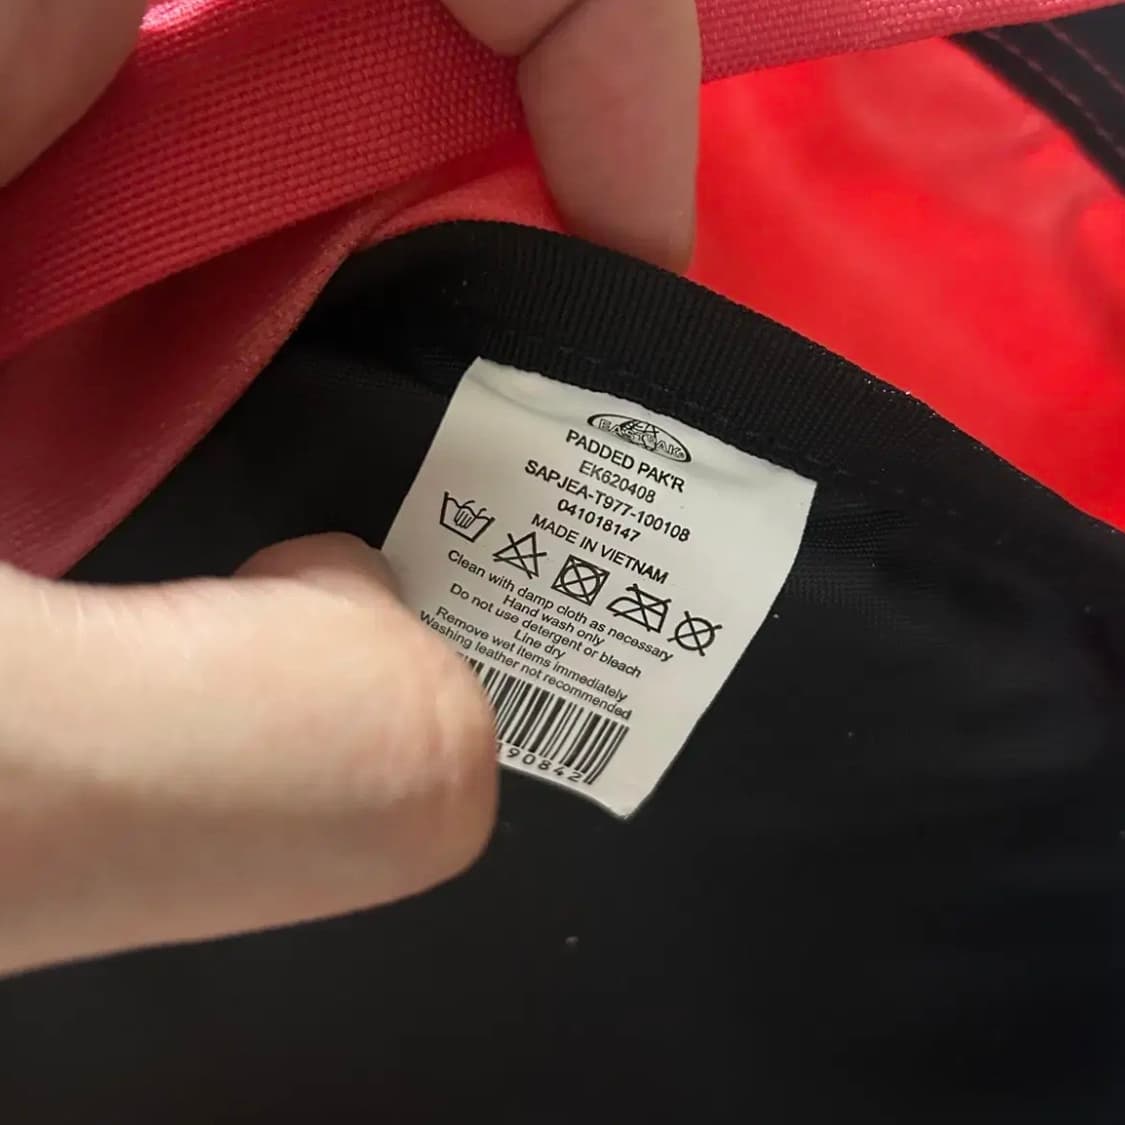 EASTPAK
PADDED PAK'R
EK620408
SAPJEA-T977-100108
041018147
MADE IN VIETNAM
Clean with damp cloth as necessary
Hand wash only
Do not use detergent or bleach
Line dry
Remove wet items immediately
Washing leather not recommended
90842